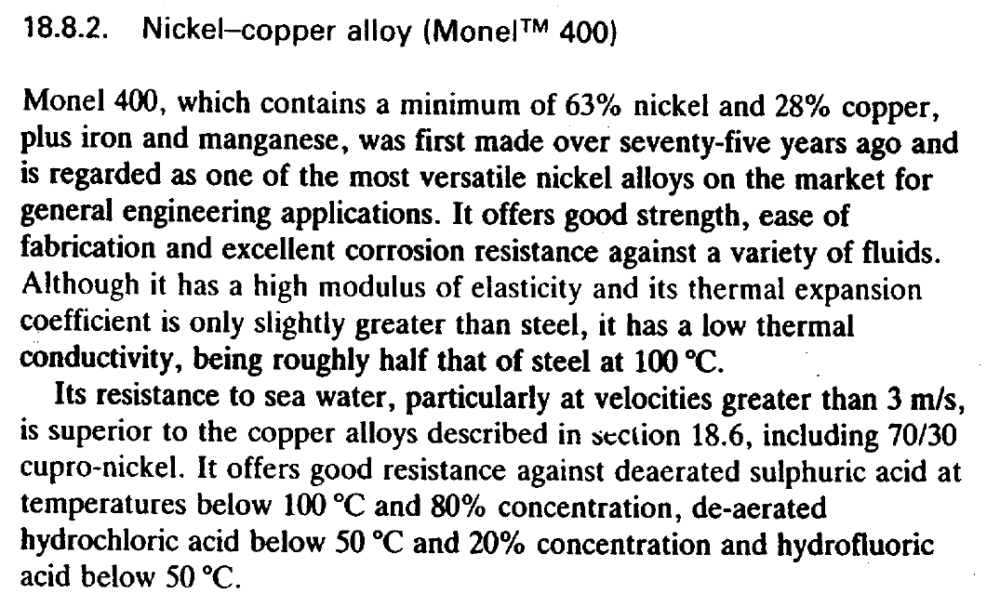 18.8.2. Nickel–copper alloy (Monel™ 400)
Monel 400, which contains a minimum of 63% nickel and 28% copper,
plus iron and manganese, was first made over seventy-five years ago and
is regarded as one of the most versatile nickel alloys on the market for
general engineering applications. It offers good strength, ease of
fabrication and excellent corrosion resistance against a variety of fluids.
Although it has a high modulus of elasticity and its thermal expansion
coefficient is only slightly greater than steel, it has a low thermal
conductivity, being roughly half that of steel at 100 °C.
Its resistance to sea water, particularly at velocities greater than 3 m/s,
is superior to the copper alloys described in section 18.6, including 70/30
cupro-nickel. It offers good resistance against deaerated sulphuric acid at
temperatures below 100 °C and 80% concentration, de-aerated
hydrochloric acid below 50 °C and 20% concentration and hydrofluoric
acid below 50 °C.